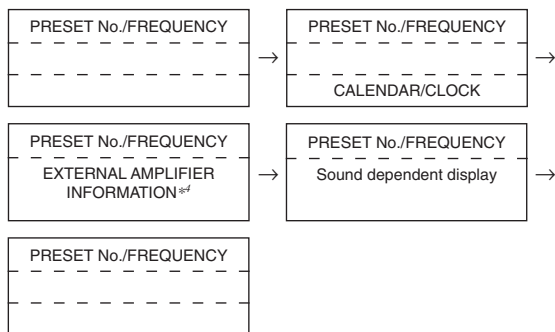 PRESET No./FREQUENCY
PRESET No./FREQUENCY
CALENDAR/CLOCK
PRESET No./FREQUENCY
EXTERNAL AMPLIFIER
INFORMATION*4
PRESET No./FREQUENCY
Sound dependent display
PRESET No./FREQUENCY